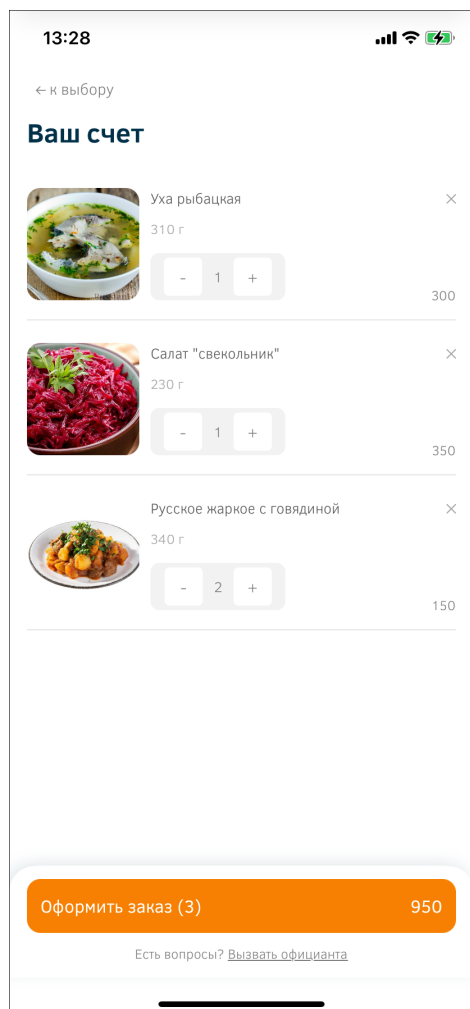 13:28
← к выбору
Ваш счет
Уха рыбацкая
310 г
- 1 +
300
Салат "свекольник"
230 г
- 1 +
350
Русское жаркое с говядиной
340 г
- 2 +
150
Оформить заказ (3) 950
Есть вопросы? Вызвать официанта